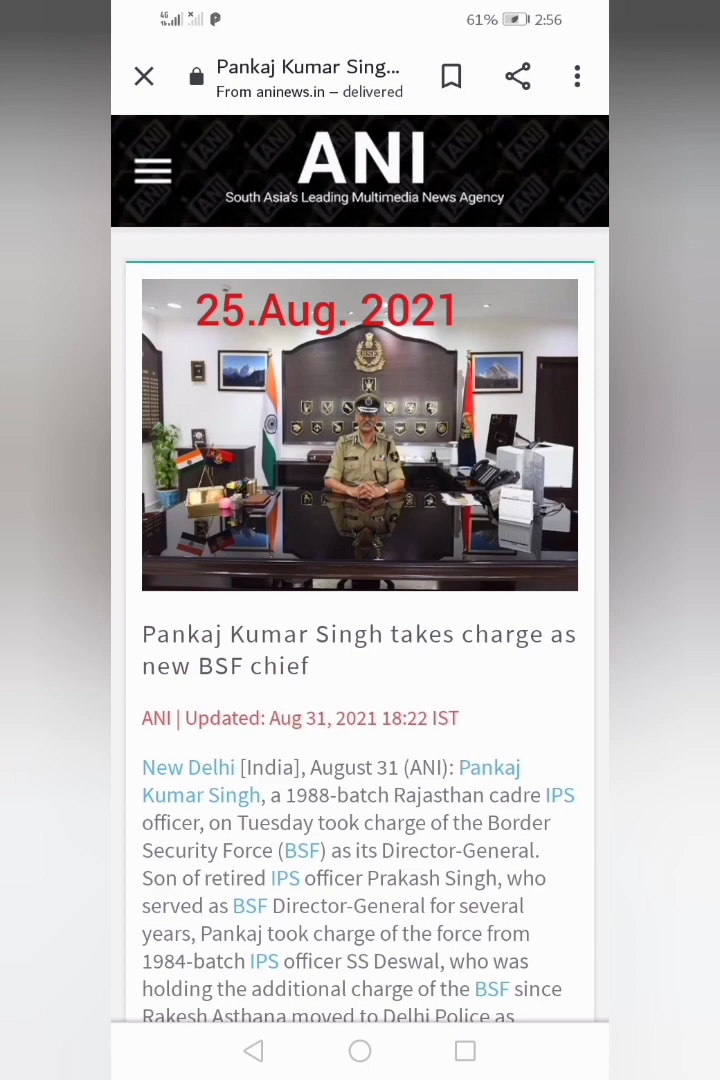 4G
61% 2:56
Pankaj Kumar Sing...
From aninews.in – delivered
ANI
South Asia's Leading Multimedia News Agency
25.Aug. 2021
BSF
Pankaj Kumar Singh takes charge as
new BSF chief
ANI | Updated: Aug 31, 2021 18:22 IST
New Delhi [India], August 31 (ANI): Pankaj
Kumar Singh, a 1988-batch Rajasthan cadre IPS
officer, on Tuesday took charge of the Border
Security Force (BSF) as its Director-General.
Son of retired IPS officer Prakash Singh, who
served as BSF Director-General for several
years, Pankaj took charge of the force from
1984-batch IPS officer SS Deswal, who was
holding the additional charge of the BSF since
Rakesh Asthana moved to Delhi Police as